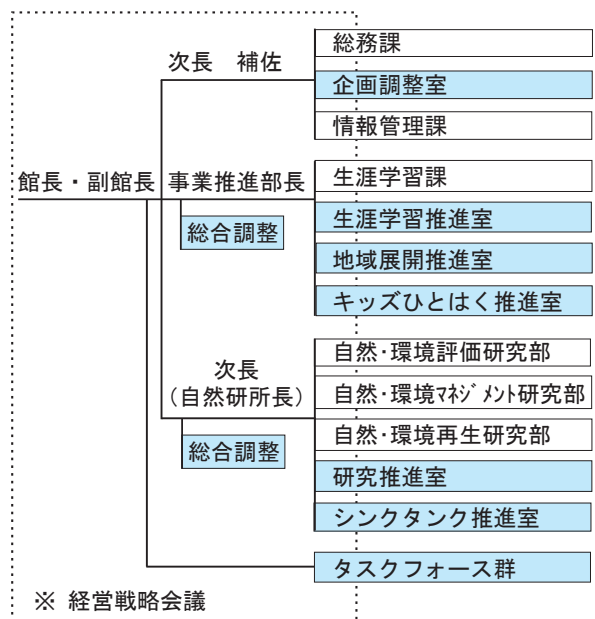 総務課
次長　補佐
企画調整室
情報管理課
館長・副館長
事業推進部長
生涯学習課
生涯学習推進室
総合調整
地域展開推進室
キッズひとはく推進室
自然・環境評価研究部
次長
（自然研所長）
自然・環境ﾏﾈｼﾞﾒﾝﾄ研究部
自然・環境再生研究部
総合調整
研究推進室
シンクタンク推進室
タスクフォース群
※ 経営戦略会議